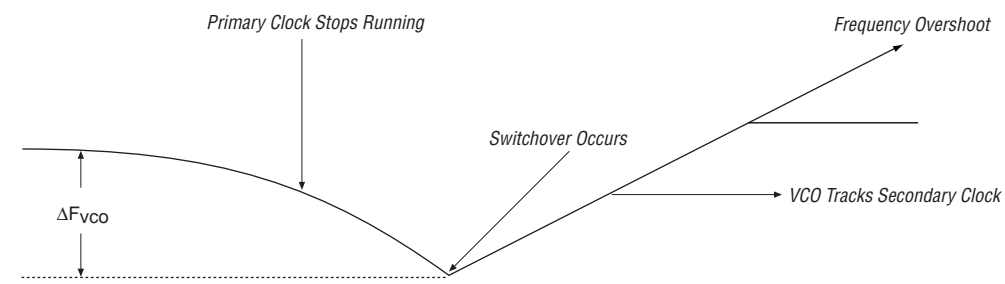 Primary Clock Stops Running
Frequency Overshoot
Switchover Occurs
VCO Tracks Secondary Clock
ΔFVCO